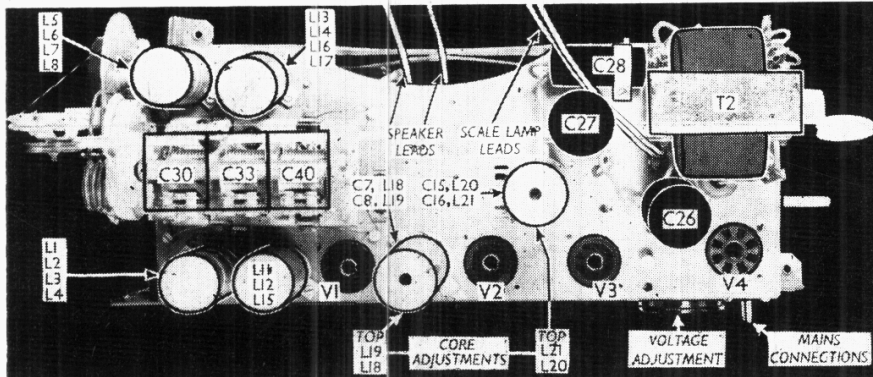 L5
L6
L7
L8
L13
L14
L16
L17
SPEAKER
LEADS
SCALE LAMP
LEADS
C28
C27
T2
C30
C33
C40
C7, L18
C8, L19
C15, L20
C16, L21
C26
L1
L2
L3
L4
L11
L12
L15
V1
V2
V3
V4
TOP
L19
L18
CORE
ADJUSTMENTS
TOP
L21
L20
VOLTAGE
ADJUSTMENT
MAINS
CONNECTIONS